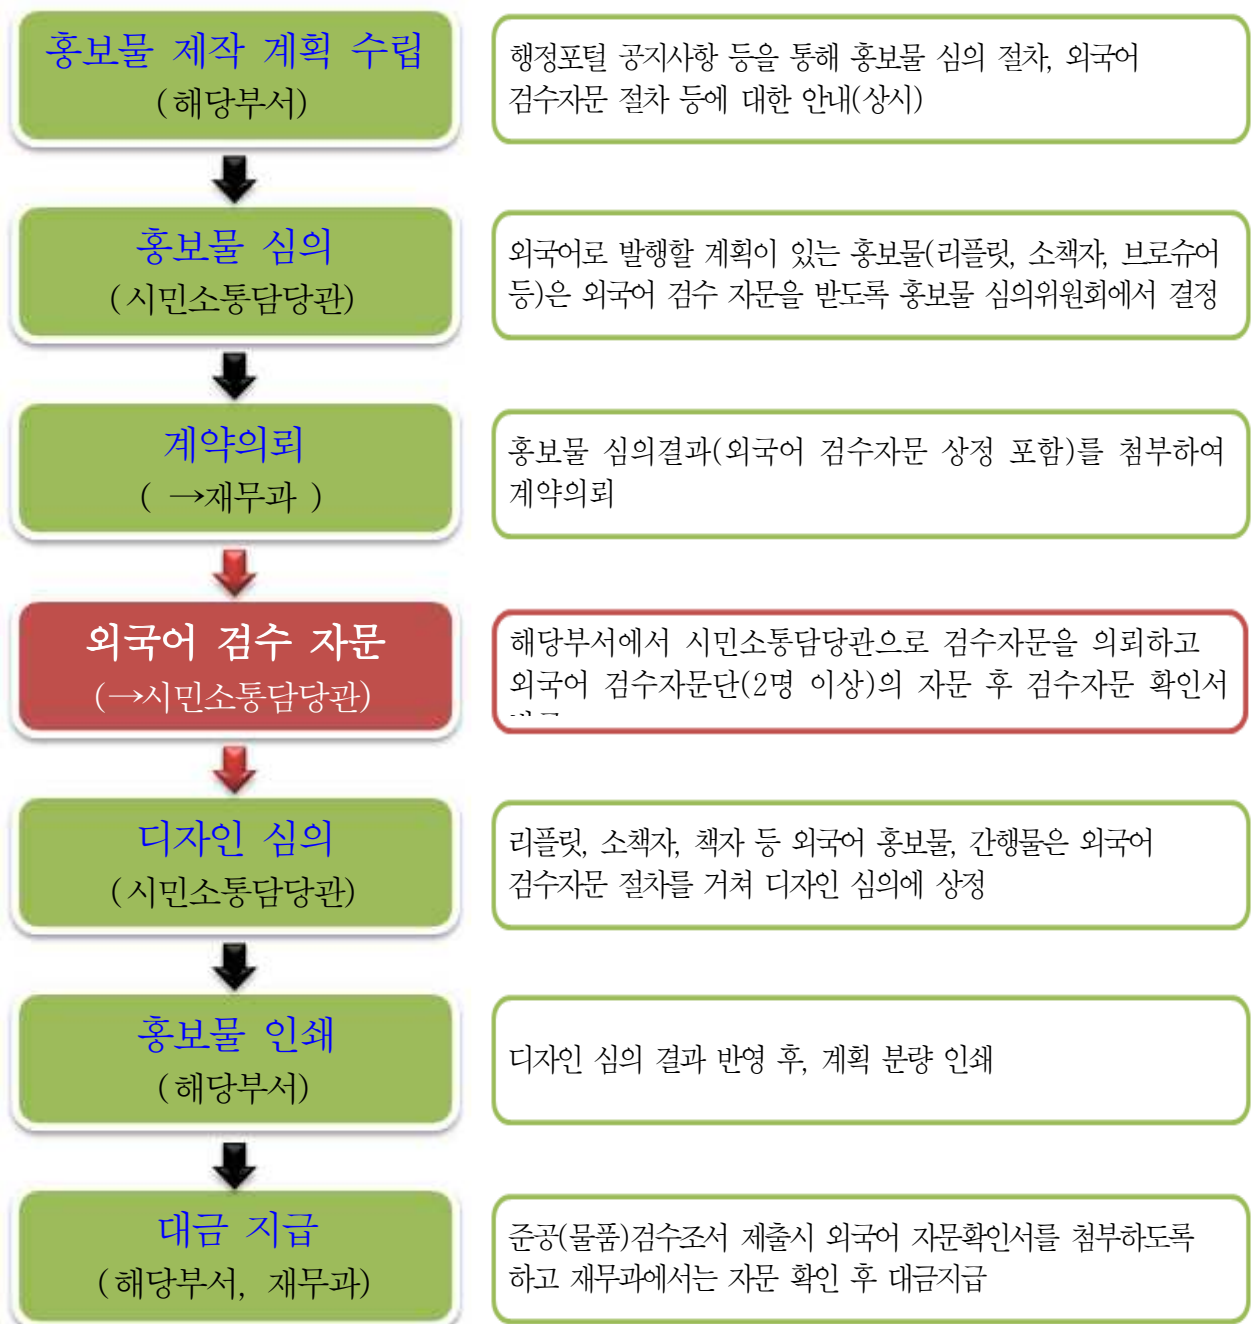 홍보물 제작 계획 수립
(해당부서)
행정포털 공지사항 등을 통해 홍보물 심의 절차, 외국어
검수자문 절차 등에 대한 안내(상시)
홍보물 심의
(시민소통담당관)
외국어로 발행할 계획이 있는 홍보물(리플릿, 소책자, 브로슈어
등)은 외국어 검수 자문을 받도록 홍보물 심의위원회에서 결정
계약의뢰
( →재무과 )
홍보물 심의결과(외국어 검수자문 상정 포함)를 첨부하여
계약의뢰
외국어 검수 자문
(→시민소통담당관)
해당부서에서 시민소통담당관으로 검수자문을 의뢰하고
외국어 검수자문단(2명 이상)의 자문 후 검수자문 확인서
디자인 심의
(시민소통담당관)
리플릿, 소책자, 책자 등 외국어 홍보물, 간행물은 외국어
검수자문 절차를 거쳐 디자인 심의에 상정
홍보물 인쇄
(해당부서)
디자인 심의 결과 반영 후, 계획 분량 인쇄
대금 지급
(해당부서, 재무과)
준공(물품)검수조서 제출시 외국어 자문확인서를 첨부하도록
하고 재무과에서는 자문 확인 후 대금지급